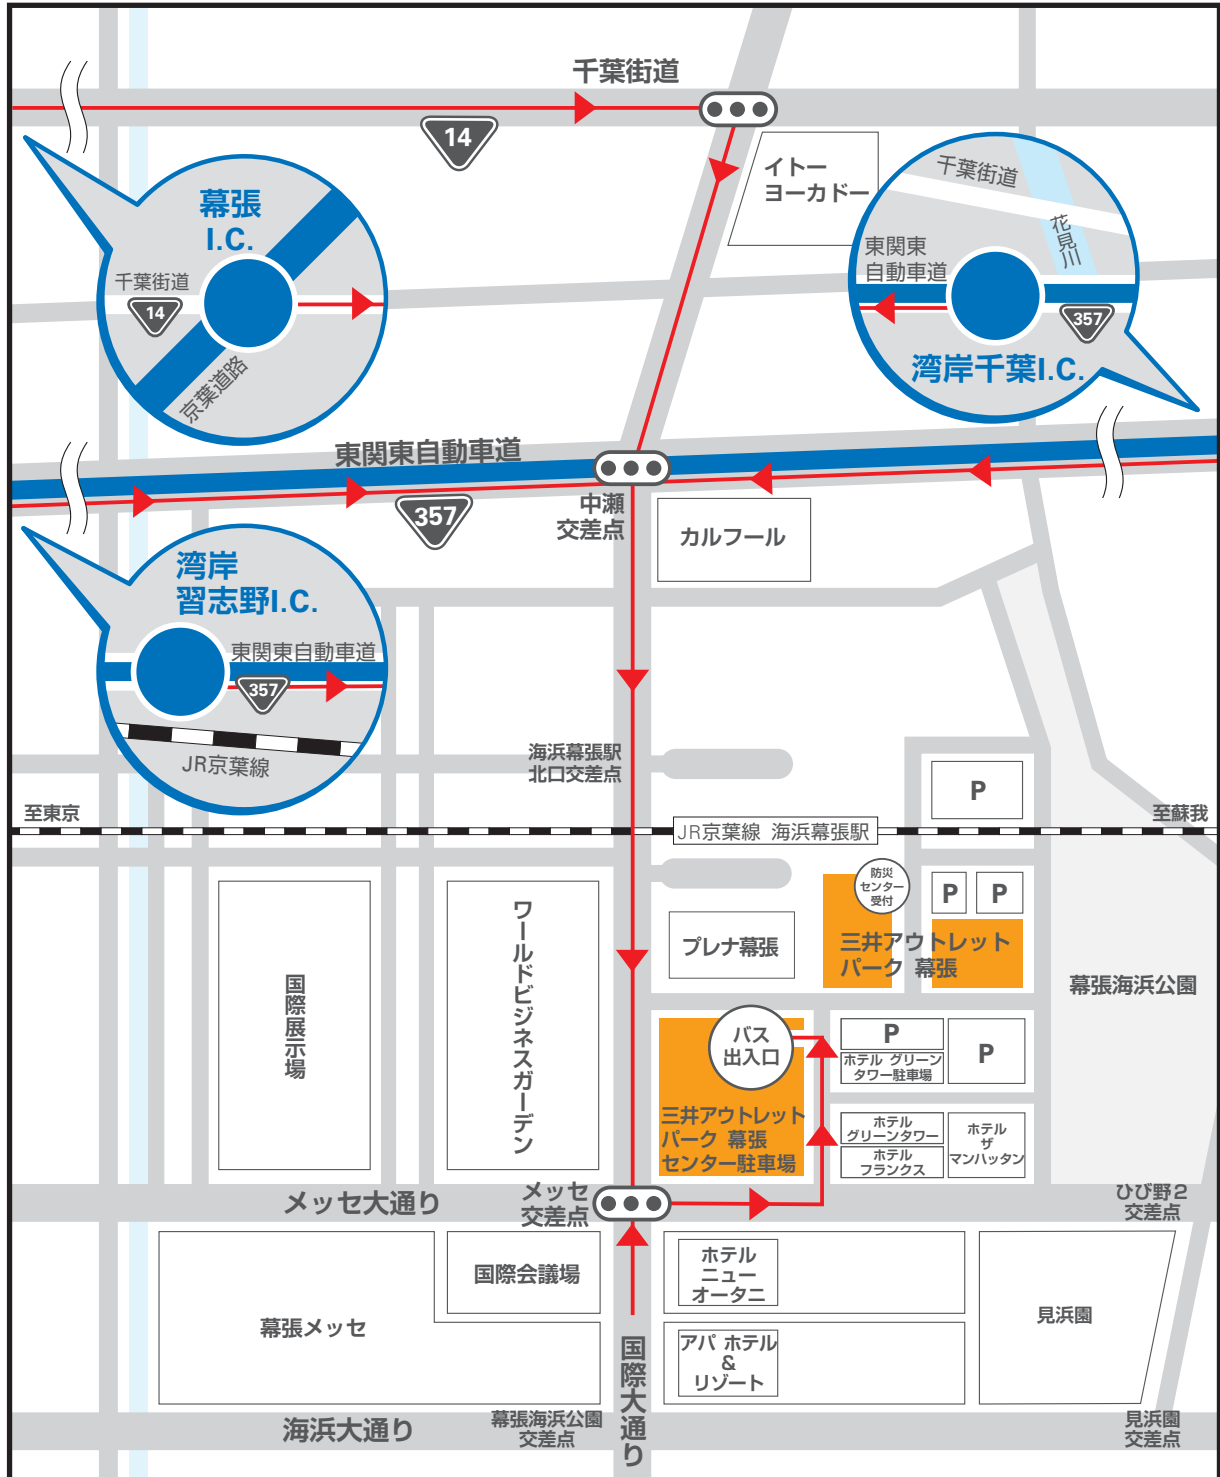 千葉街道
14
イトー
ヨーカドー
幕張
I.C.
千葉街道
14
京葉道路
千葉街道
花見川
東関東
自動車道
357
湾岸千葉I.C.
東関東自動車道
357
中瀬
交差点
カルフール
湾岸
習志野I.C.
東関東自動車道
357
JR京葉線
海浜幕張駅
北口交差点
P
至東京
至蘇我
JR京葉線 海浜幕張駅
防災
センター
受付
P
P
プレナ幕張
三井アウトレット
パーク 幕張
ワールドビジネスガーデン
国際展示場
幕張海浜公園
バス
出入口
P
ホテル グリーン
タワー駐車場
P
三井アウトレット
パーク 幕張
センター駐車場
ホテル
グリーンタワー
ホテル
フランクス
ホテル
ザ
マンハッタン
メッセ大通り
メッセ
交差点
ひび野2
交差点
国際会議場
ホテル
ニュー
オータニ
幕張メッセ
見浜園
アパ ホテル
&
リゾート
国際大通り
海浜大通り
幕張海浜公園
交差点
見浜園
交差点